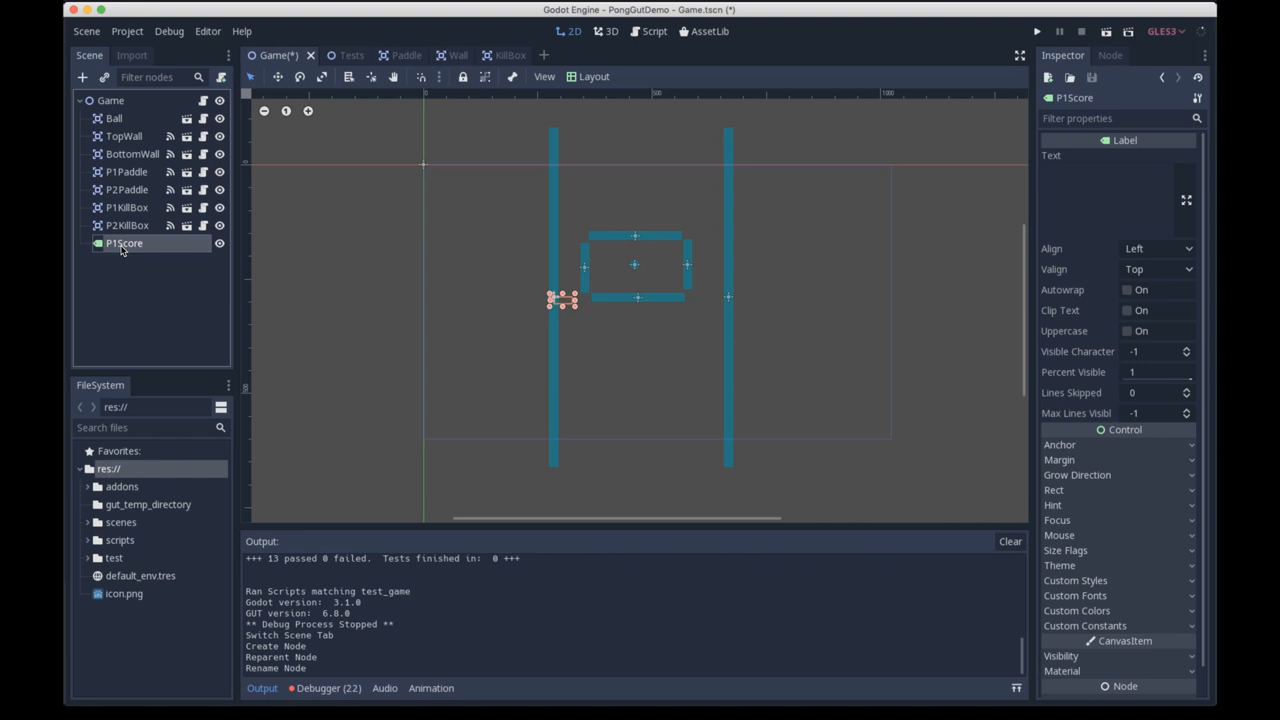 Godot Engine - PongGutDemo - Game.tscn (*)
Scene Project Debug Editor Help 2D 3D Script AssetLib GLES3
Scene Import Game(*) Tests Paddle Wall KillBox Inspector Node
Filter nodes View Layout
Game
Ball
TopWall
BottomWall
P1Paddle
P2Paddle
P1KillBox
P2KillBox
P1Score
0 500 1000
0
500
1
P1Score
Filter properties
Label
Text
Align Left
Valign Top
Autowrap On
Clip Text On
Uppercase On
Visible Character -1
Percent Visible 1
Lines Skipped 0
Max Lines Visibl -1
Control
Anchor
Margin
Grow Direction
Rect
Hint
Focus
Mouse
Size Flags
Theme
Custom Styles
Custom Fonts
Custom Colors
Custom Constants
CanvasItem
Visibility
Material
Node
FileSystem
res://
Search files
Favorites:
res://
addons
gut_temp_directory
scenes
scripts
test
default_env.tres
icon.png
Output: Clear
+++ 13 passed 0 failed. Tests finished in: 0 +++
Ran Scripts matching test_game
Godot version: 3.1.0
GUT version: 6.8.0
** Debug Process Stopped **
Switch Scene Tab
Create Node
Reparent Node
Rename Node
Output Debugger (22) Audio Animation